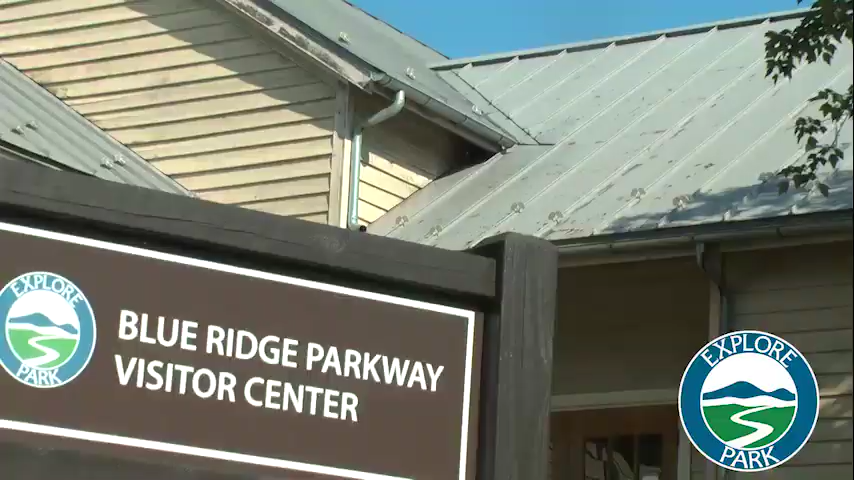 EXPLORE
PARK
BLUE RIDGE PARKWAY
VISITOR CENTER
EXPLORE
PARK